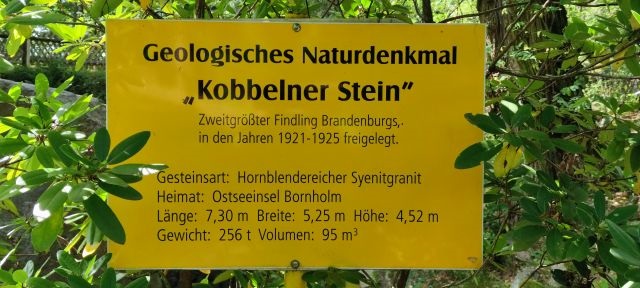 Geologisches Naturdenkmal
„Kobbelner Stein”
Zweitgrößter Findling Brandenburgs,
in den Jahren 1921-1925 freigelegt.
Gesteinsart: Hornblendereicher Syenitgranit
Heimat: Ostseeinsel Bornholm
Länge: 7,30 m Breite: 5,25 m Höhe: 4,52 m
Gewicht: 256 t Volumen: 95 m³